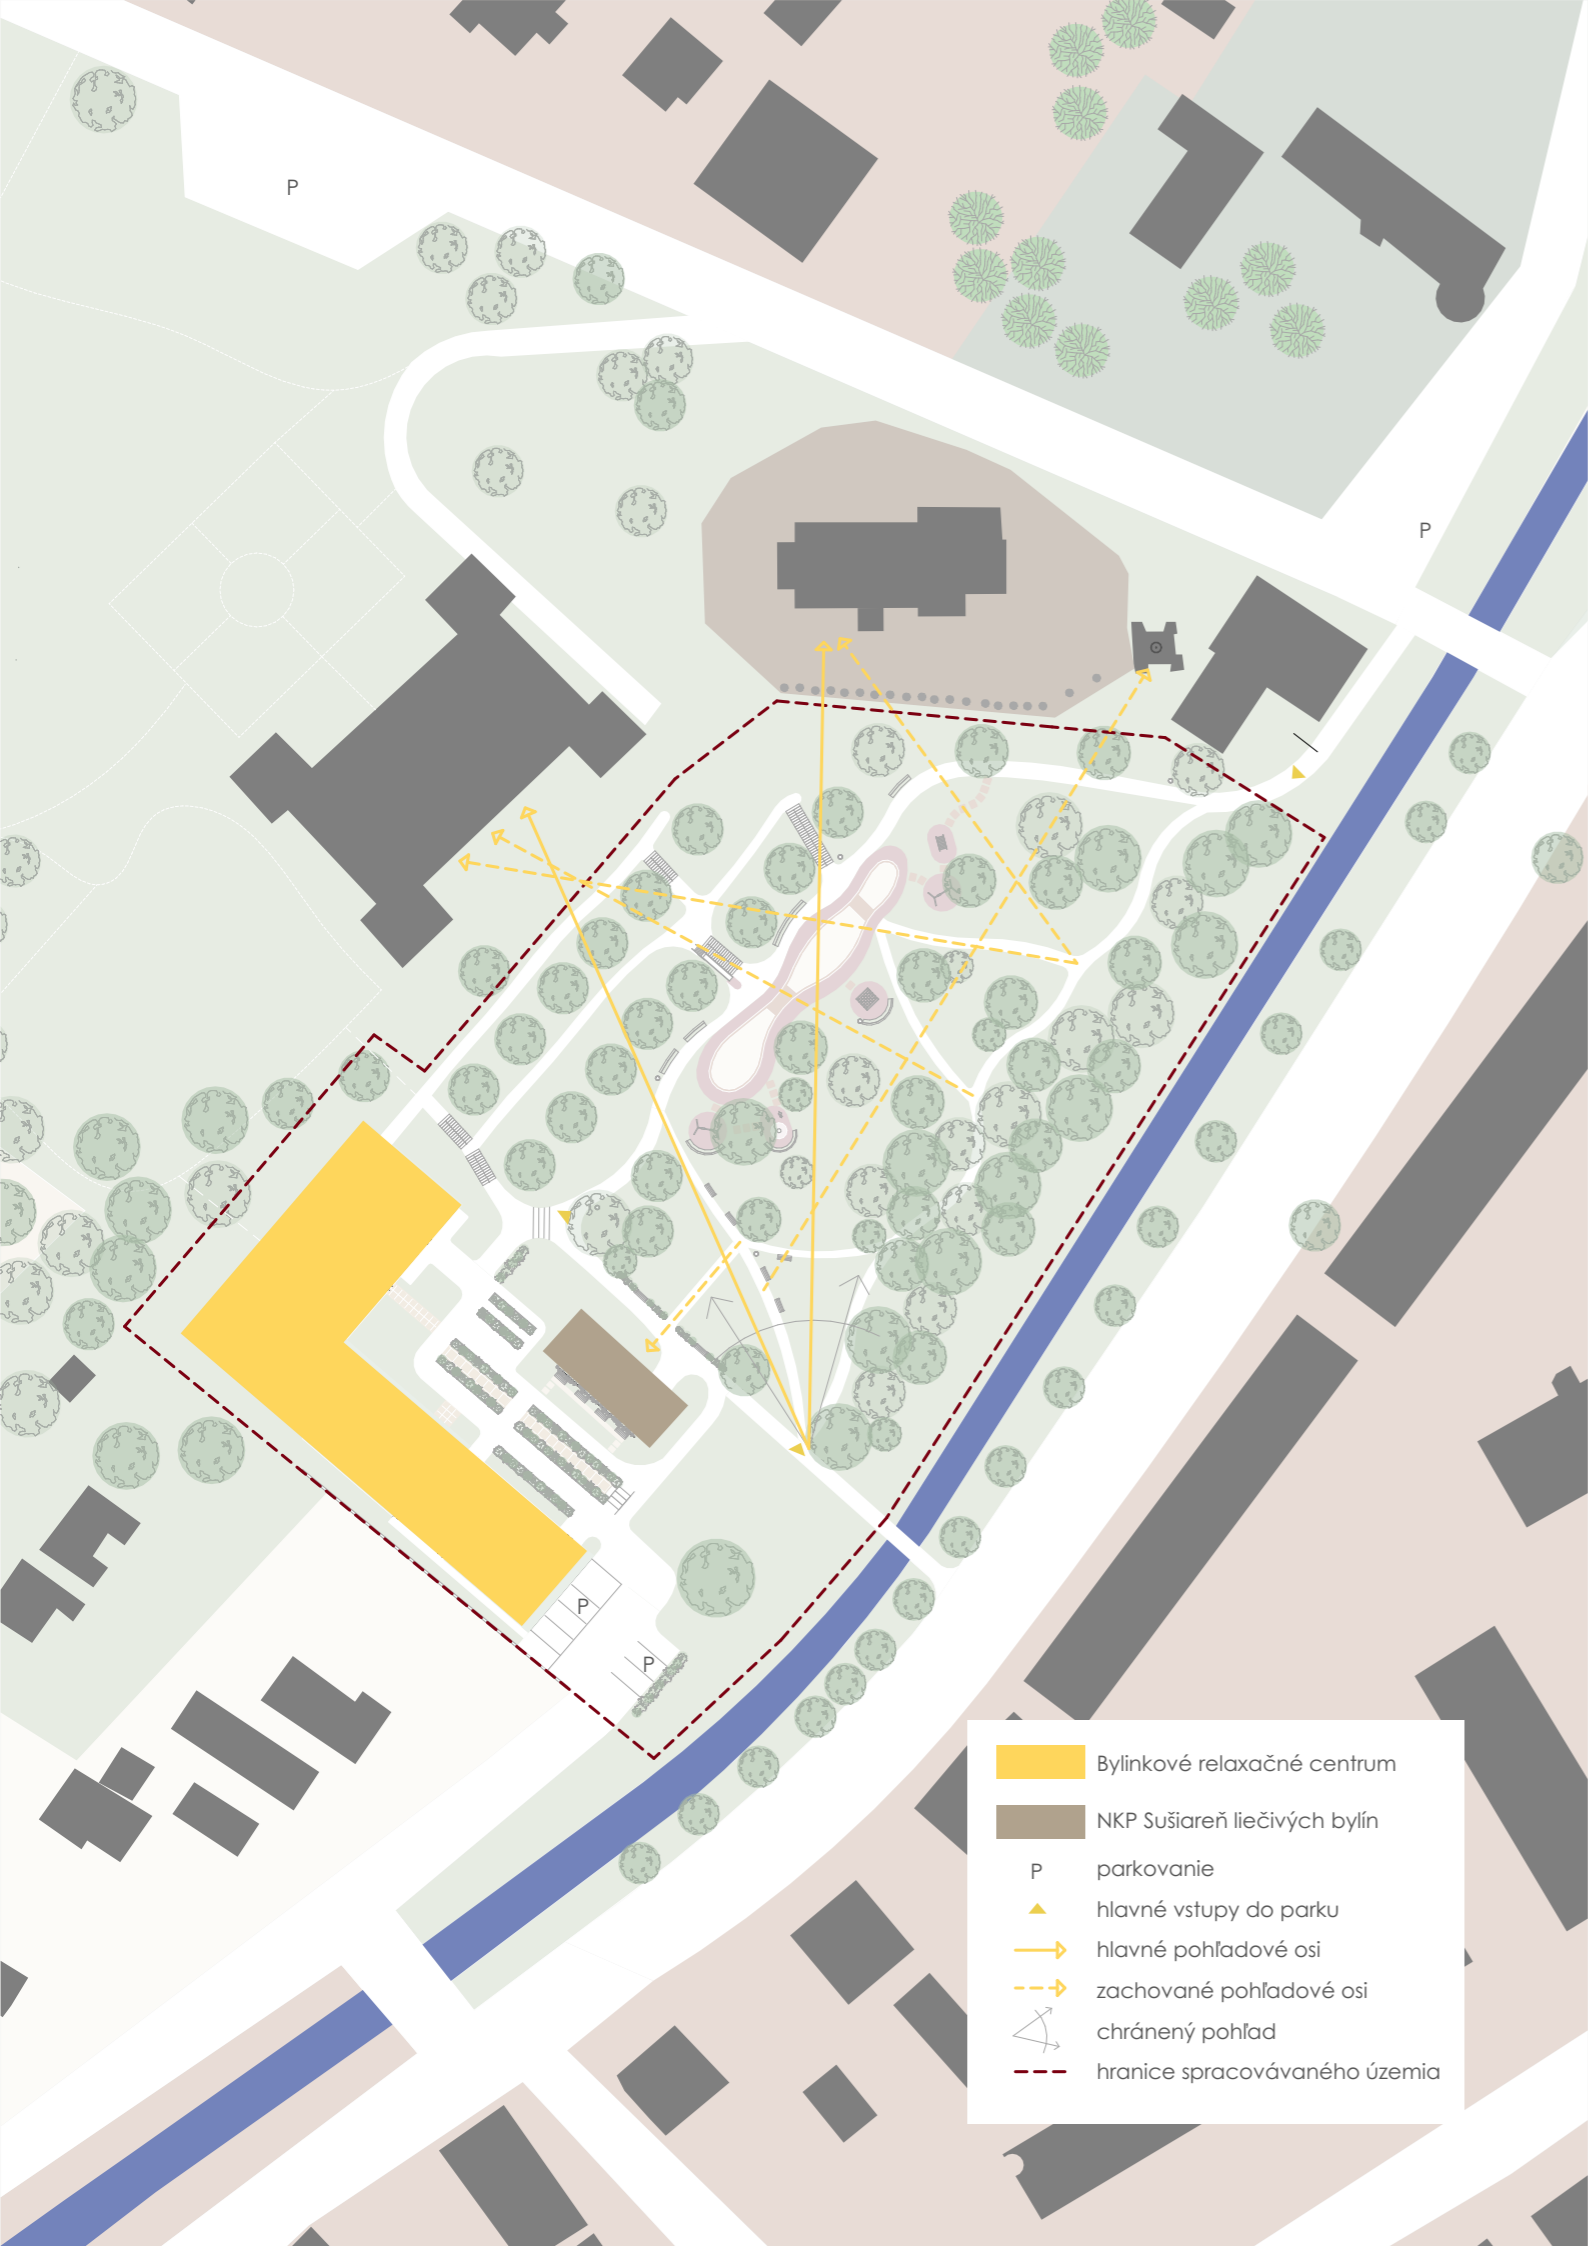 P
P
P
P
Bylinkové relaxačné centrum
NKP Sušiareň liečivých bylín
P parkovanie
hlavné vstupy do parku
hlavné pohľadové osi
zachované pohľadové osi
chránený pohľad
hranice spracovávaného územia